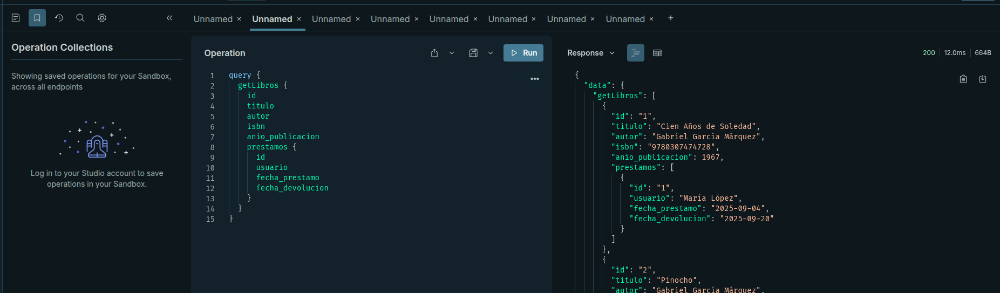 Unnamed × Unnamed × Unnamed × Unnamed × Unnamed × Unnamed × Unnamed × Unnamed × +
Operation Collections
Showing saved operations for your Sandbox,
across all endpoints
Log in to your Studio account to save
operations in your Sandbox.
Operation
Run
1 query {
2 getLibros {
3 id
4 titulo
5 autor
6 isbn
7 anio_publicacion
8 prestamos {
9 id
10 usuario
11 fecha_prestamo
12 fecha_devolucion
13 }
14 }
15 }
Response
200 12.0ms 664B
{
"data": {
"getLibros": [
{
"id": "1",
"titulo": "Cien Años de Soledad",
"autor": "Gabriel García Márquez",
"isbn": "9780307474728",
"anio_publicacion": 1967,
"prestamos": [
{
"id": "1",
"usuario": "María López",
"fecha_prestamo": "2025-09-04",
"fecha_devolucion": "2025-09-20"
}
]
},
{
"id": "2",
"titulo": "Pinocho",
"autor": "Gabriel García Márquez",